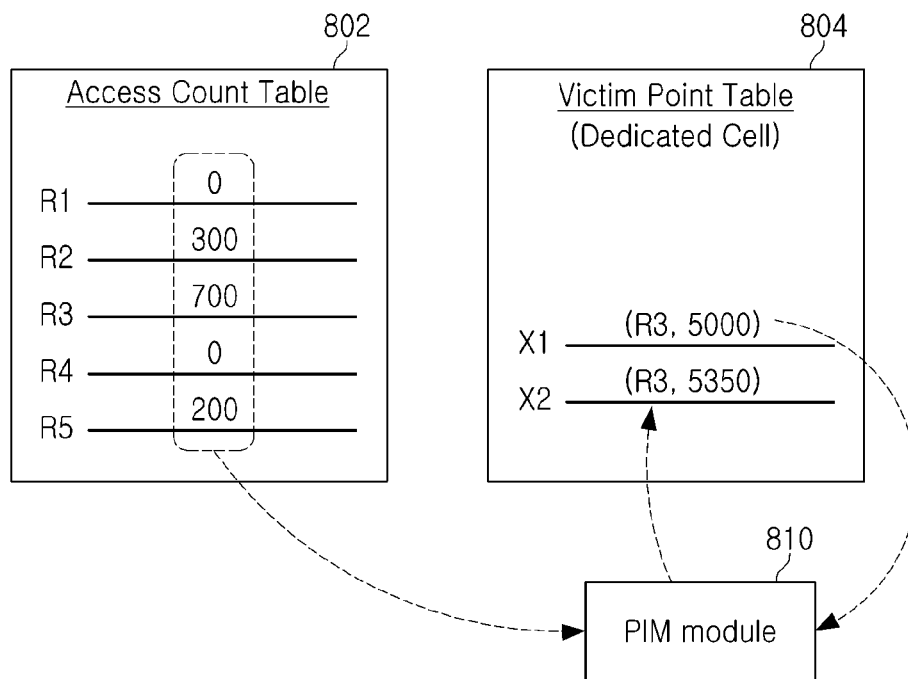 802
Access Count Table
0
R1
300
R2
700
R3
0
R4
200
R5
804
Victim Point Table
(Dedicated Cell)
X1 (R3, 5000)
X2 (R3, 5350)
810
PIM module